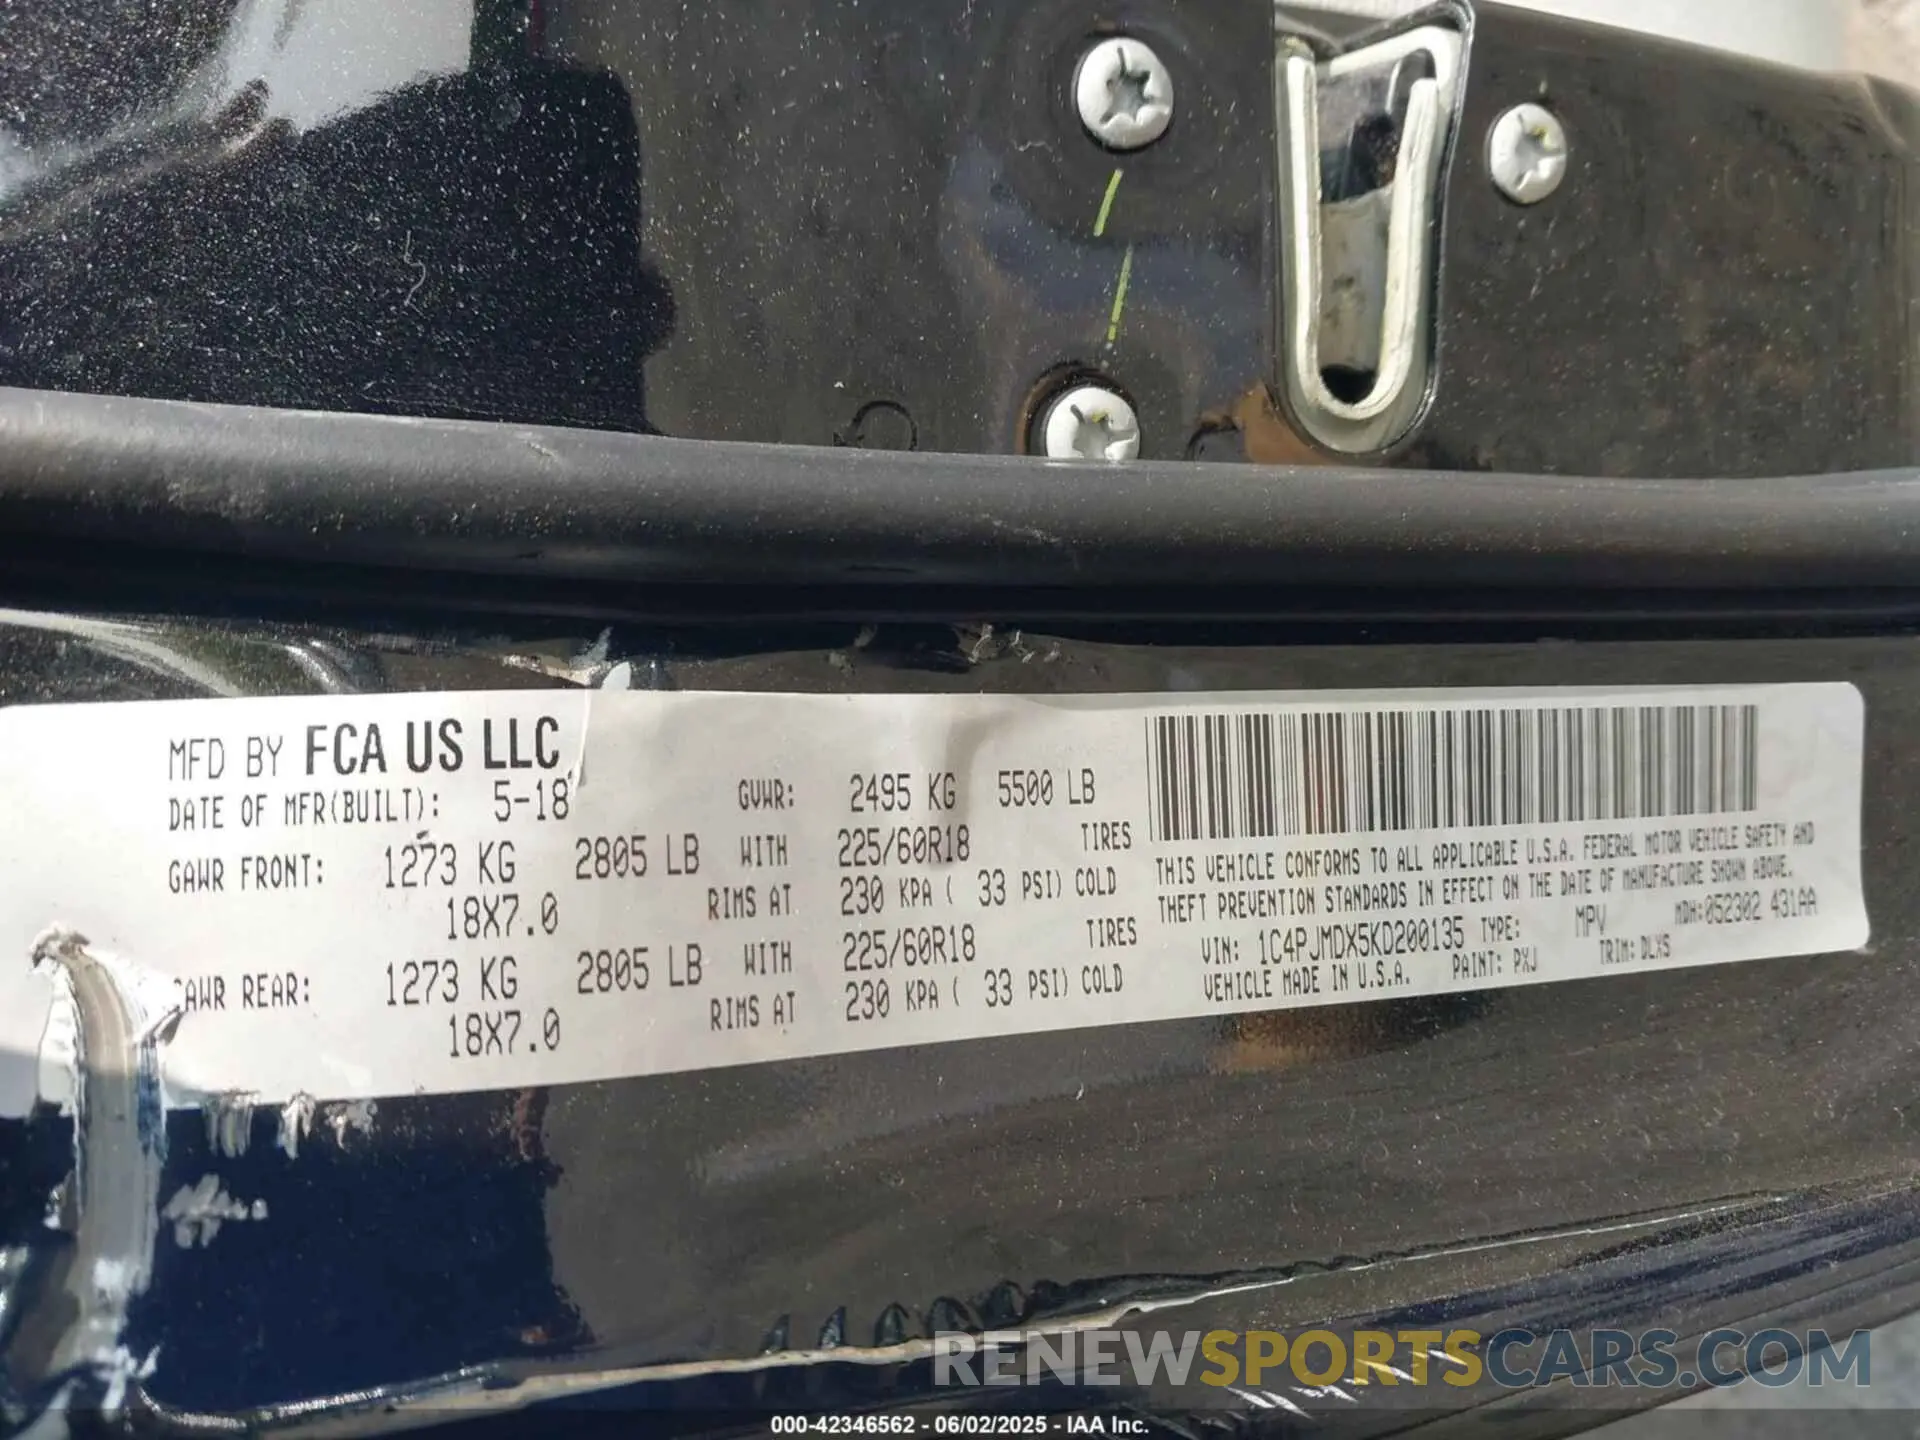 MFD BY FCA US LLC
DATE OF MFR(BUILT): 5-18 GVWR: 2495 KG 5500 LB
GAWR FRONT: 1273 KG 2805 LB WITH 225/60R18 TIRES
18X7.0 RIMS AT 230 KPA ( 33 PSI) COLD
GAWR REAR: 1273 KG 2805 LB WITH 225/60R18 TIRES
18X7.0 RIMS AT 230 KPA ( 33 PSI) COLD
THIS VEHICLE CONFORMS TO ALL APPLICABLE U.S.A. FEDERAL MOTOR VEHICLE SAFETY AND
THEFT PREVENTION STANDARDS IN EFFECT ON THE DATE OF MANUFACTURE SHOWN ABOVE.
VIN: 1C4PJMDX5KD200135 TYPE: MPV MDH:052302 431AA
VEHICLE MADE IN U.S.A. PAINT: PXJ TRIM: DLXS
RENEWSPORTSCARS.COM
000-42346562 - 06/02/2025 - IAA Inc.